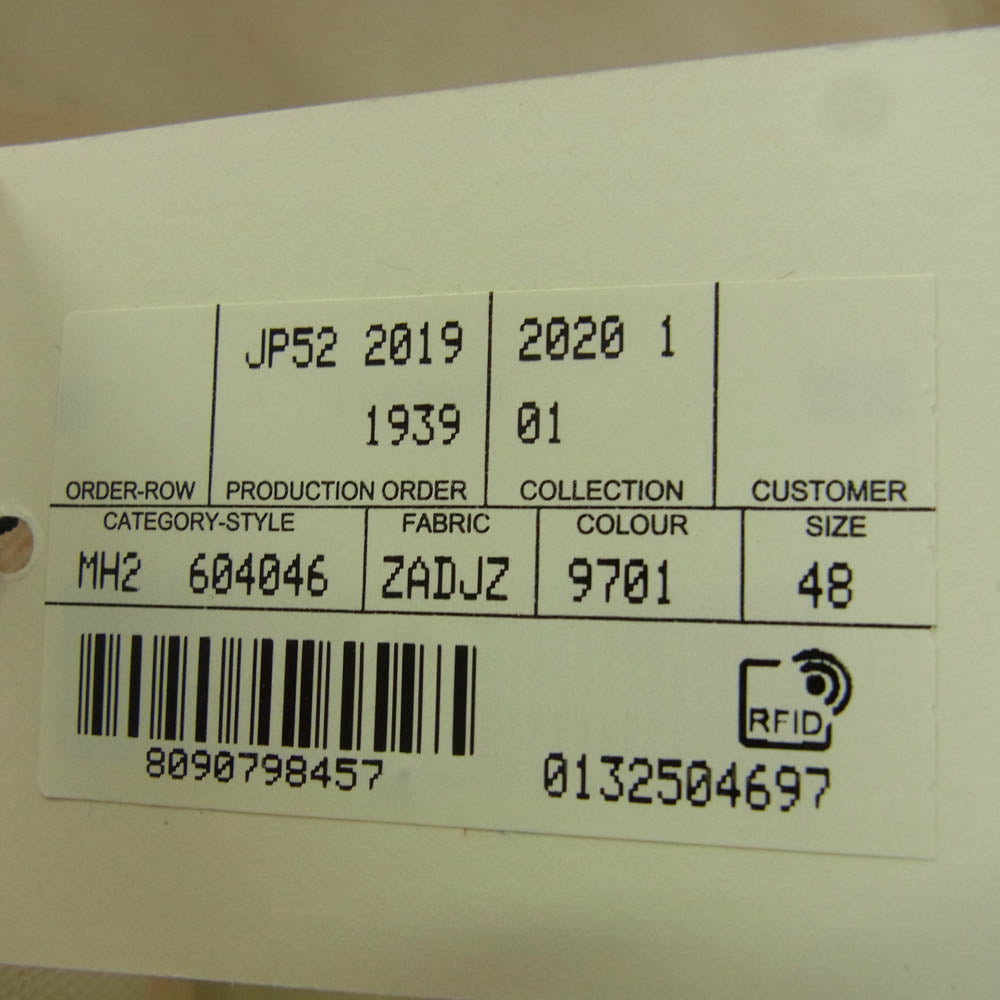 JP52 2019 2020 1
1939 01
ORDER-ROW PRODUCTION ORDER COLLECTION CUSTOMER
CATEGORY-STYLE FABRIC COLOUR SIZE
MH2 604046 ZADJZ 9701 48
RFID
8090798457 0132504697